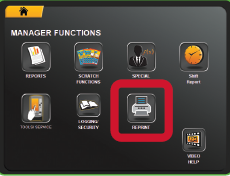 MANAGER FUNCTIONS
REPORTS
SCRATCH
FUNCTIONS
SPECIAL
Shift
Report
TOOLS/ SERVICE
LOGGING/
SECURITY
REPRINT
VIDEO
HELP